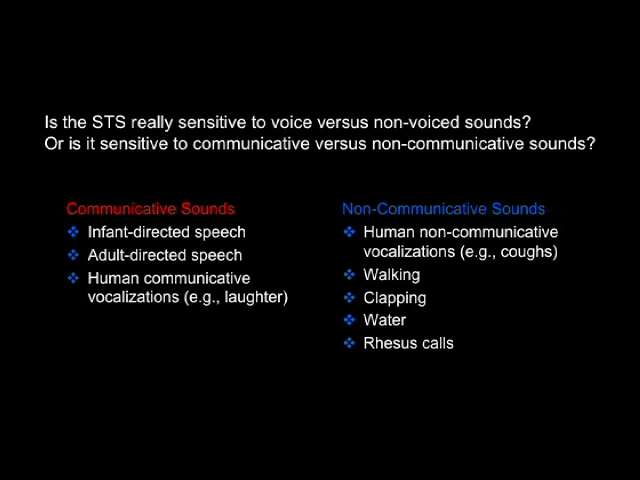 Is the STS really sensitive to voice versus non-voiced sounds?
Or is it sensitive to communicative versus non-communicative sounds?
Communicative Sounds
Infant-directed speech
Adult-directed speech
Human communicative
vocalizations (e.g., laughter)
Non-Communicative Sounds
Human non-communicative
vocalizations (e.g., coughs)
Walking
Clapping
Water
Rhesus calls